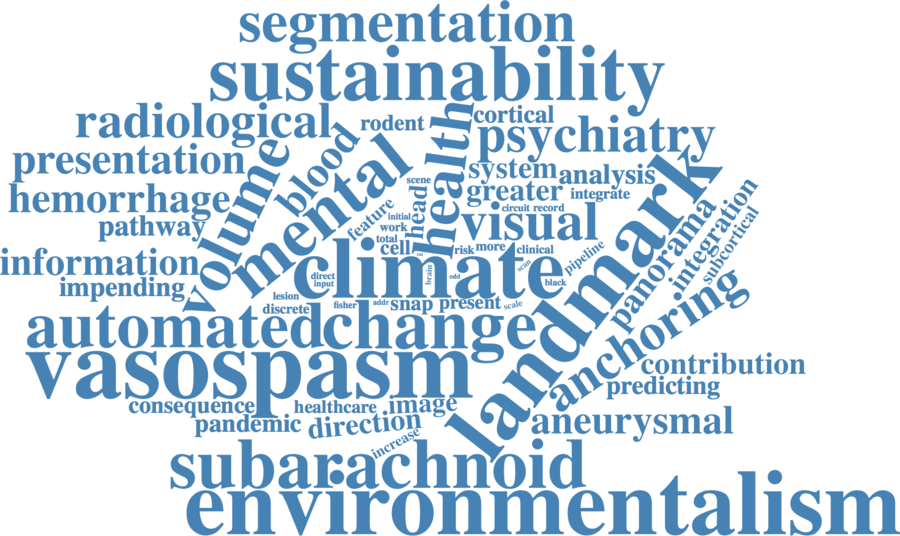 segmentation
sustainability
radiological
rodent
cortical
psychiatry
presentation
blood
health
system
analysis
hemorrhage
volume
mental
scene
head
greater
integrate
landmark
pathway
feature
initial
work
circuit
record
visual
panorama
integration
subcortical
total
cell
risk
more
clinical
pipeline
information
climate
brain
odd
scan
black
impending
direct
input
lesion
discrete
fisher
addr
snap
present
scale
anchoring
automated
change
vasospasm
contribution
predicting
consequence
healthcare
image
pandemic
direction
aneurysmal
increase
subarachnoid
environmentalism